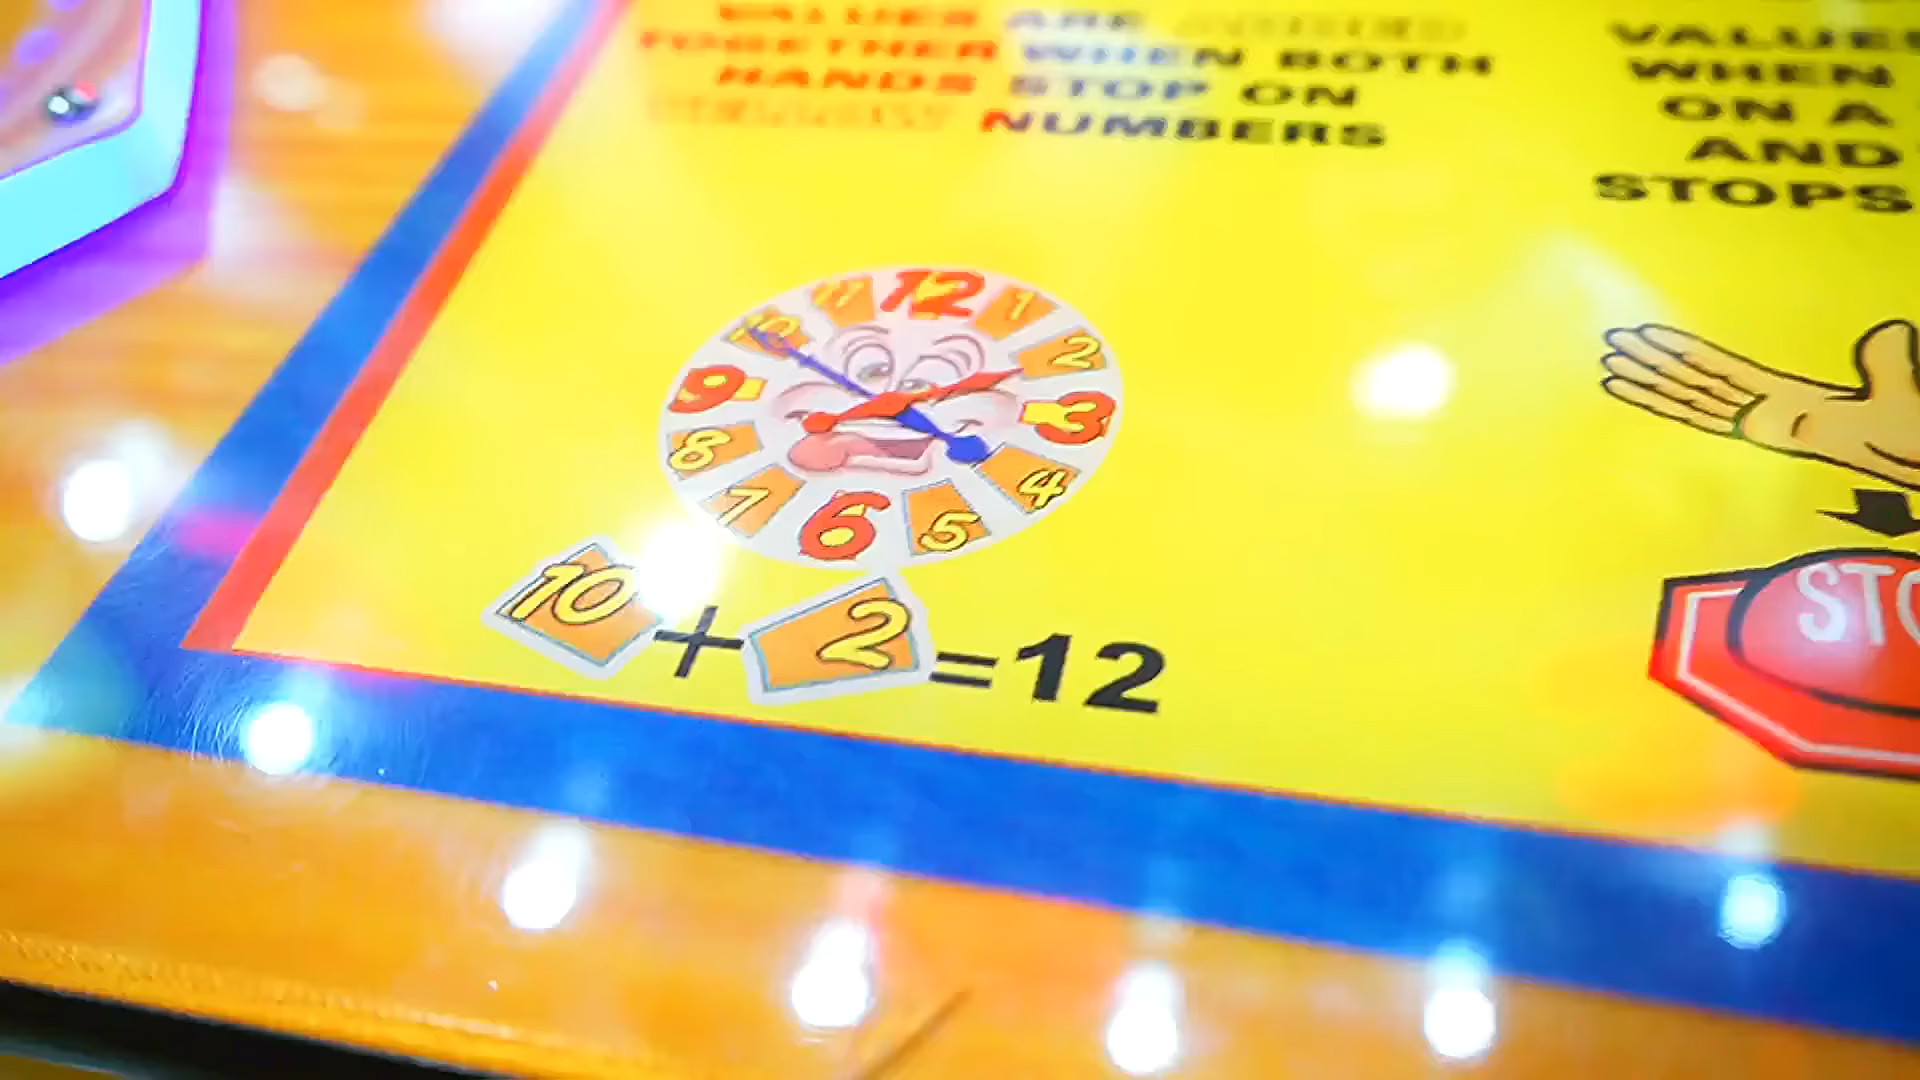 VALUES ARE
TOGETHER WHEN BOTH
HANDS STOP ON
NUMBERS
12
1
2
3
4
5
6
7
8
9
10
11
10 + 2 = 12
VALUE
WHEN
ON A
AND
STOPS
STO